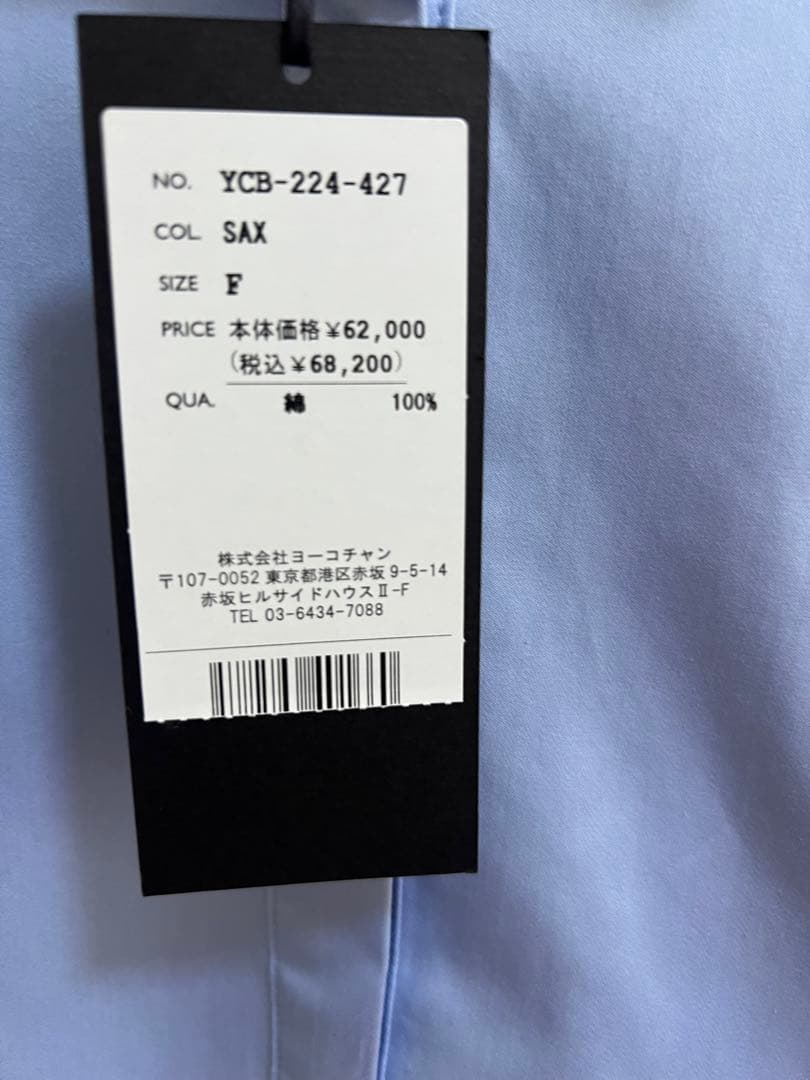 NO. YCB-224-427
COL. SAX
SIZE F
PRICE 本体価格¥62,000
(税込¥68,200)
QUA. 綿 100%
株式会社ヨーコチャン
〒107-0052 東京都港区赤坂9-5-14
赤坂ヒルサイドハウスⅡ-F
TEL 03-6434-7088